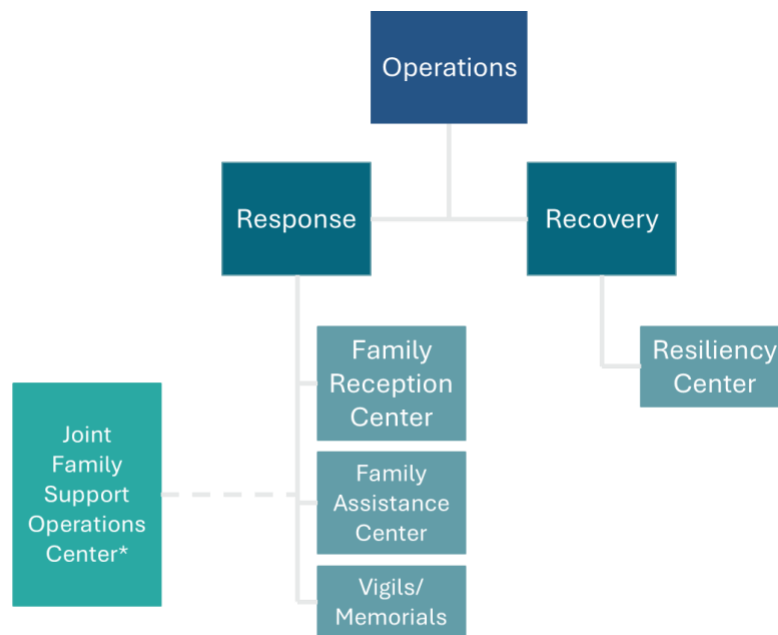 Operations
Response
Recovery
Family
Reception
Center
Resiliency
Center
Joint
Family
Support
Operations
Center*
Family
Assistance
Center
Vigils/
Memorials